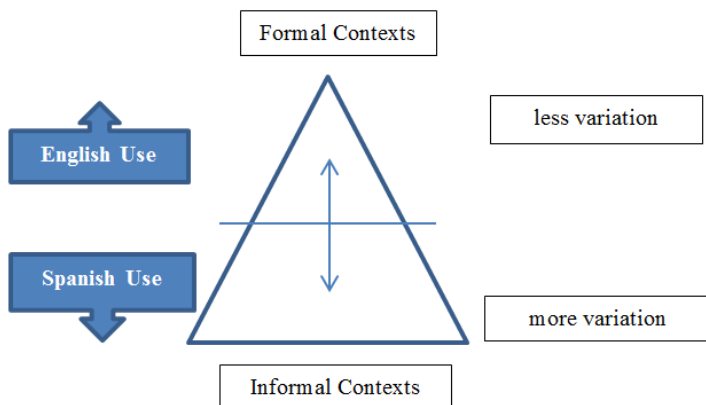 Formal Contexts
less variation
English Use
Spanish Use
more variation
Informal Contexts